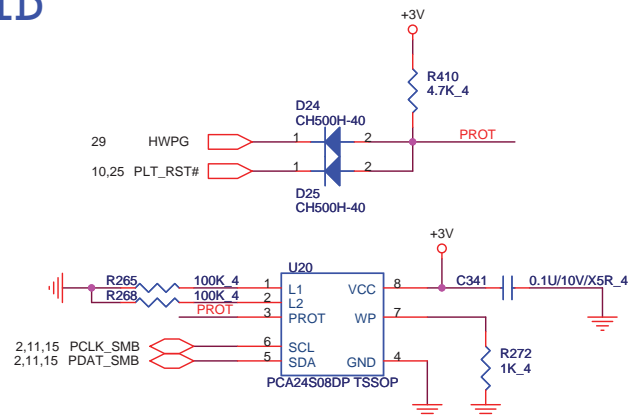 +3V
R410
4.7K_4
D24
CH500H-40
29 HWPG 1 2 PROT
10,25 PLT_RST# 1 2
D25
CH500H-40
+3V
U20
R265 100K_4 1 L1 VCC 8 C341 0.1U/10V/X5R_4
R268 100K_4 2 L2
PROT 3 PROT WP 7
2,11,15 PCLK_SMB 6 SCL
2,11,15 PDAT_SMB 5 SDA GND 4
R272
1K_4
PCA24S08DP TSSOP